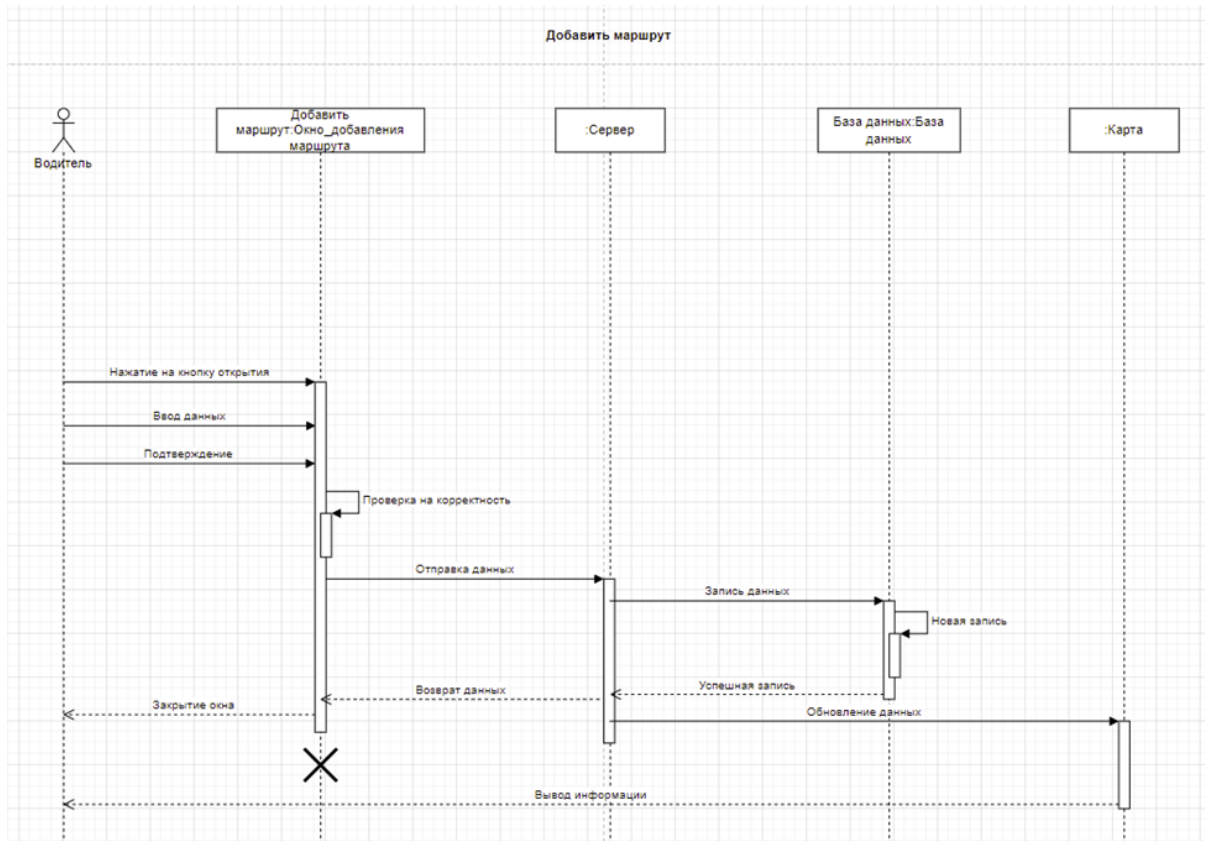 Добавить маршрут
Добавить
маршрут:Окно_добавления
маршрута
:Сервер
База данных:База
данных
:Карта
Водитель
Нажатие на кнопку открытия
Ввод данных
Подтверждение
Проверка на корректность
Отправка данных
Запись данных
Новая запись
Успешная запись
Возврат данных
Закрытие окна
Обновление данных
Вывод информации